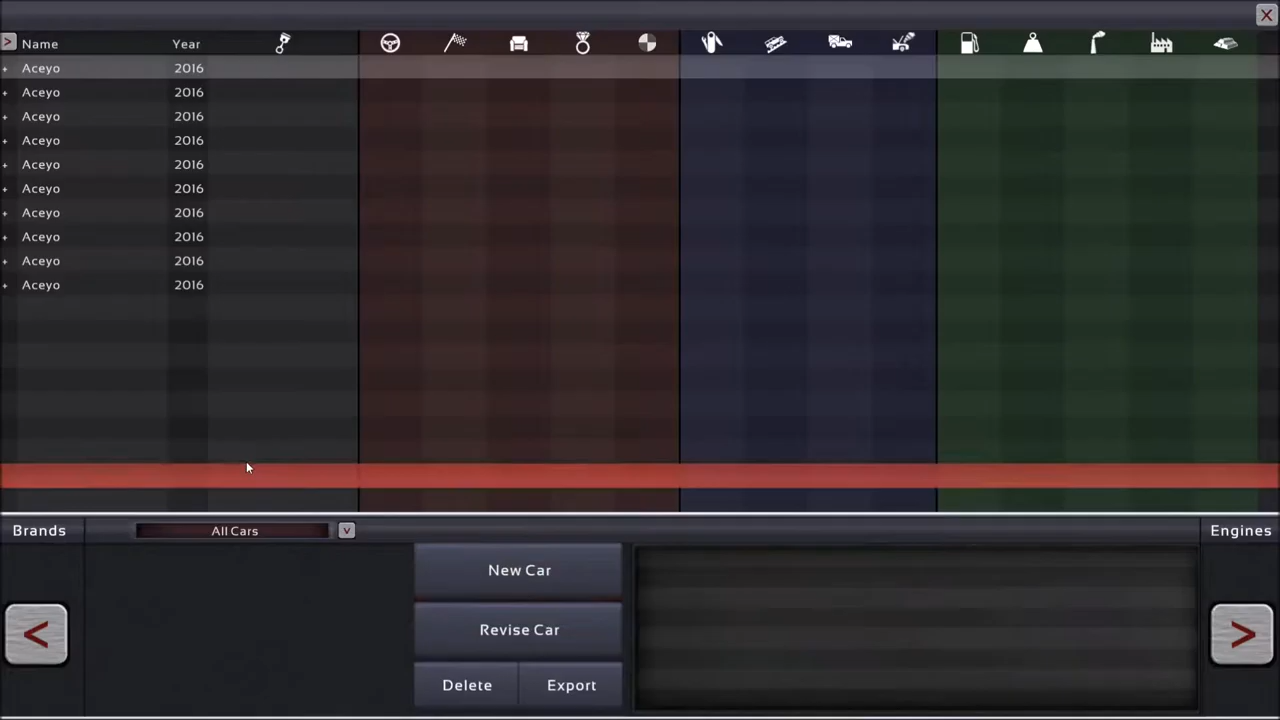 > Name Year
+ Aceyo 2016
+ Aceyo 2016
+ Aceyo 2016
+ Aceyo 2016
+ Aceyo 2016
+ Aceyo 2016
+ Aceyo 2016
+ Aceyo 2016
+ Aceyo 2016
+ Aceyo 2016
Brands All Cars v Engines
New Car
< Revise Car >
Delete Export